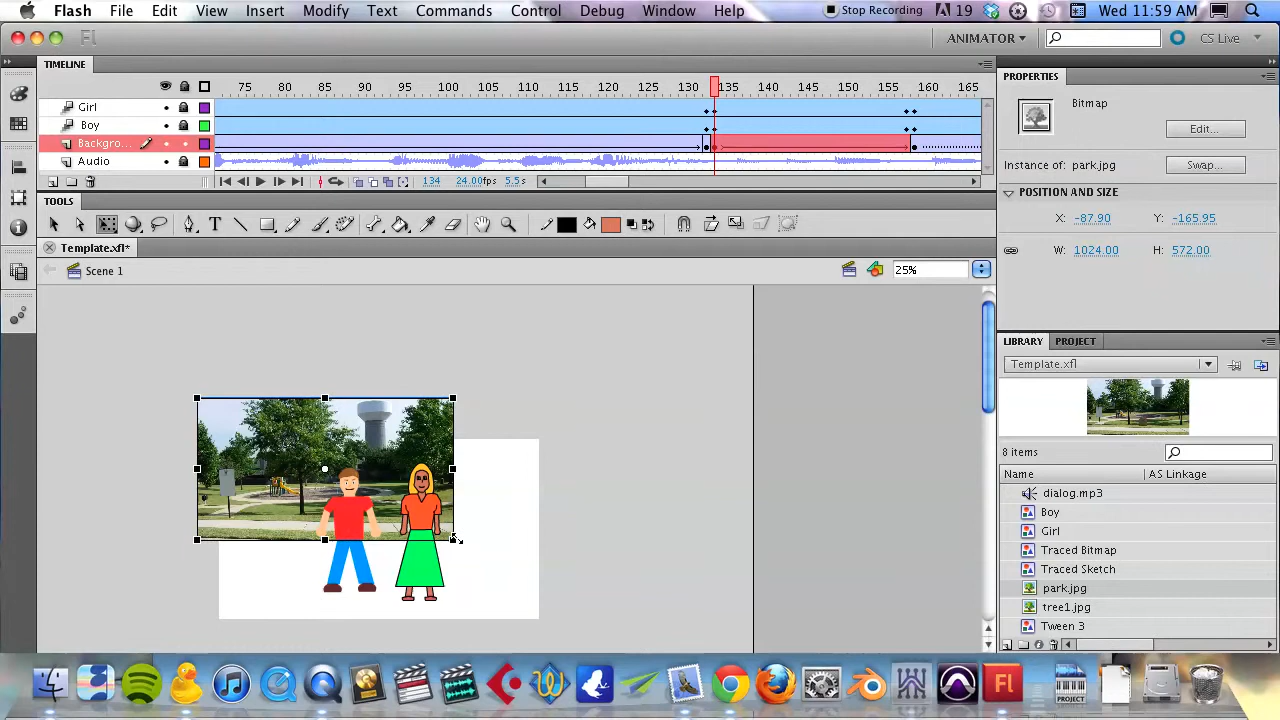 Flash File Edit View Insert Modify Text Commands Control Debug Window Help Stop Recording 19 Wed 11:59 AM
Fl ANIMATOR CS Live
TIMELINE
75 80 85 90 95 100 105 110 115 120 125 130 135 140 145 150 155 160 165
Girl
Boy
Backgro...
Audio
134 24.00fps 5.5s
TOOLS
T
Template.xfl*
Scene 1
25%
PROPERTIES
Bitmap
Edit...
Instance of: park.jpg
Swap...
POSITION AND SIZE
X: -87.90 Y: -165.95
W: 1024.00 H: 572.00
LIBRARY PROJECT
Template.xfl
8 items
Name AS Linkage
dialog.mp3
Boy
Girl
Traced Bitmap
Traced Sketch
park.jpg
tree1.jpg
Tween 3
Fl
PROJECT